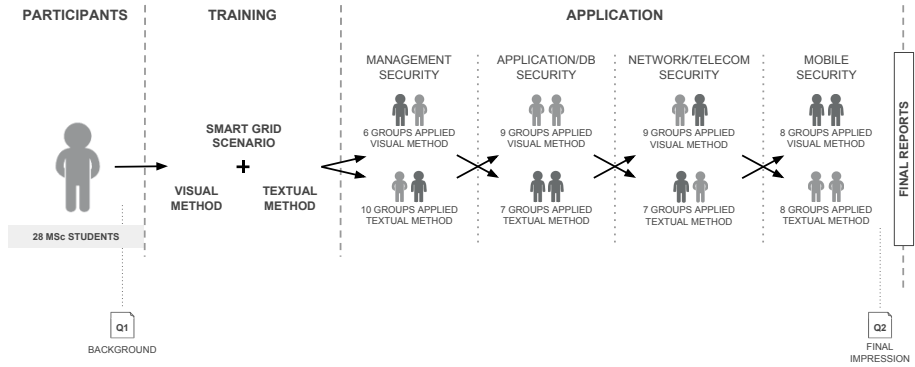 PARTICIPANTS
TRAINING
APPLICATION
28 MSc STUDENTS
Q1
BACKGROUND
SMART GRID
SCENARIO
+
VISUAL
METHOD
TEXTUAL
METHOD
MANAGEMENT
SECURITY
6 GROUPS APPLIED
VISUAL METHOD
10 GROUPS APPLIED
TEXTUAL METHOD
APPLICATION/DB
SECURITY
9 GROUPS APPLIED
VISUAL METHOD
7 GROUPS APPLIED
TEXTUAL METHOD
NETWORK/TELECOM
SECURITY
9 GROUPS APPLIED
VISUAL METHOD
7 GROUPS APPLIED
TEXTUAL METHOD
MOBILE
SECURITY
8 GROUPS APPLIED
VISUAL METHOD
8 GROUPS APPLIED
TEXTUAL METHOD
FINAL REPORTS
Q2
FINAL
IMPRESSION